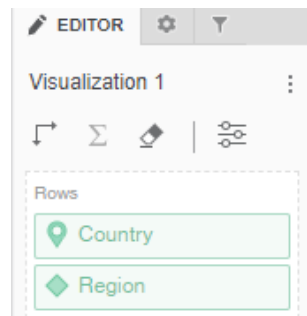 EDITOR
Visualization 1
Rows
Country
Region